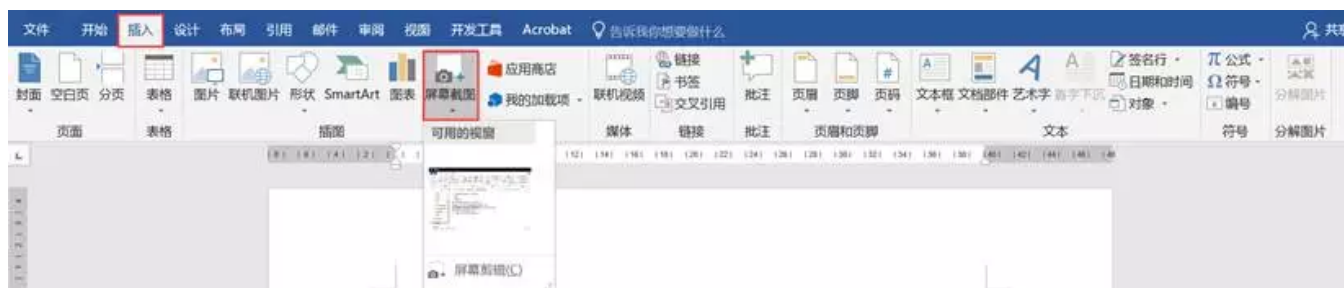 文件 开始 插入 设计 布局 引用 邮件 审阅 视图 开发工具 Acrobat 告诉我你想要做什么 共享
应用商店 链接 签名行 公式
书签 日期和时间 符号
封面 空白页 分页 表格 图片 联机图片 形状 SmartArt 图表 屏幕截图 我的加载项 联机视频 交叉引用 批注 页眉 页脚 页码 文本框 文档部件 艺术字 首字下沉 对象 编号 分解图片
页面 表格 插图 媒体 链接 批注 页眉和页脚 文本 符号 分解图片
可用的视窗
屏幕剪辑(C)